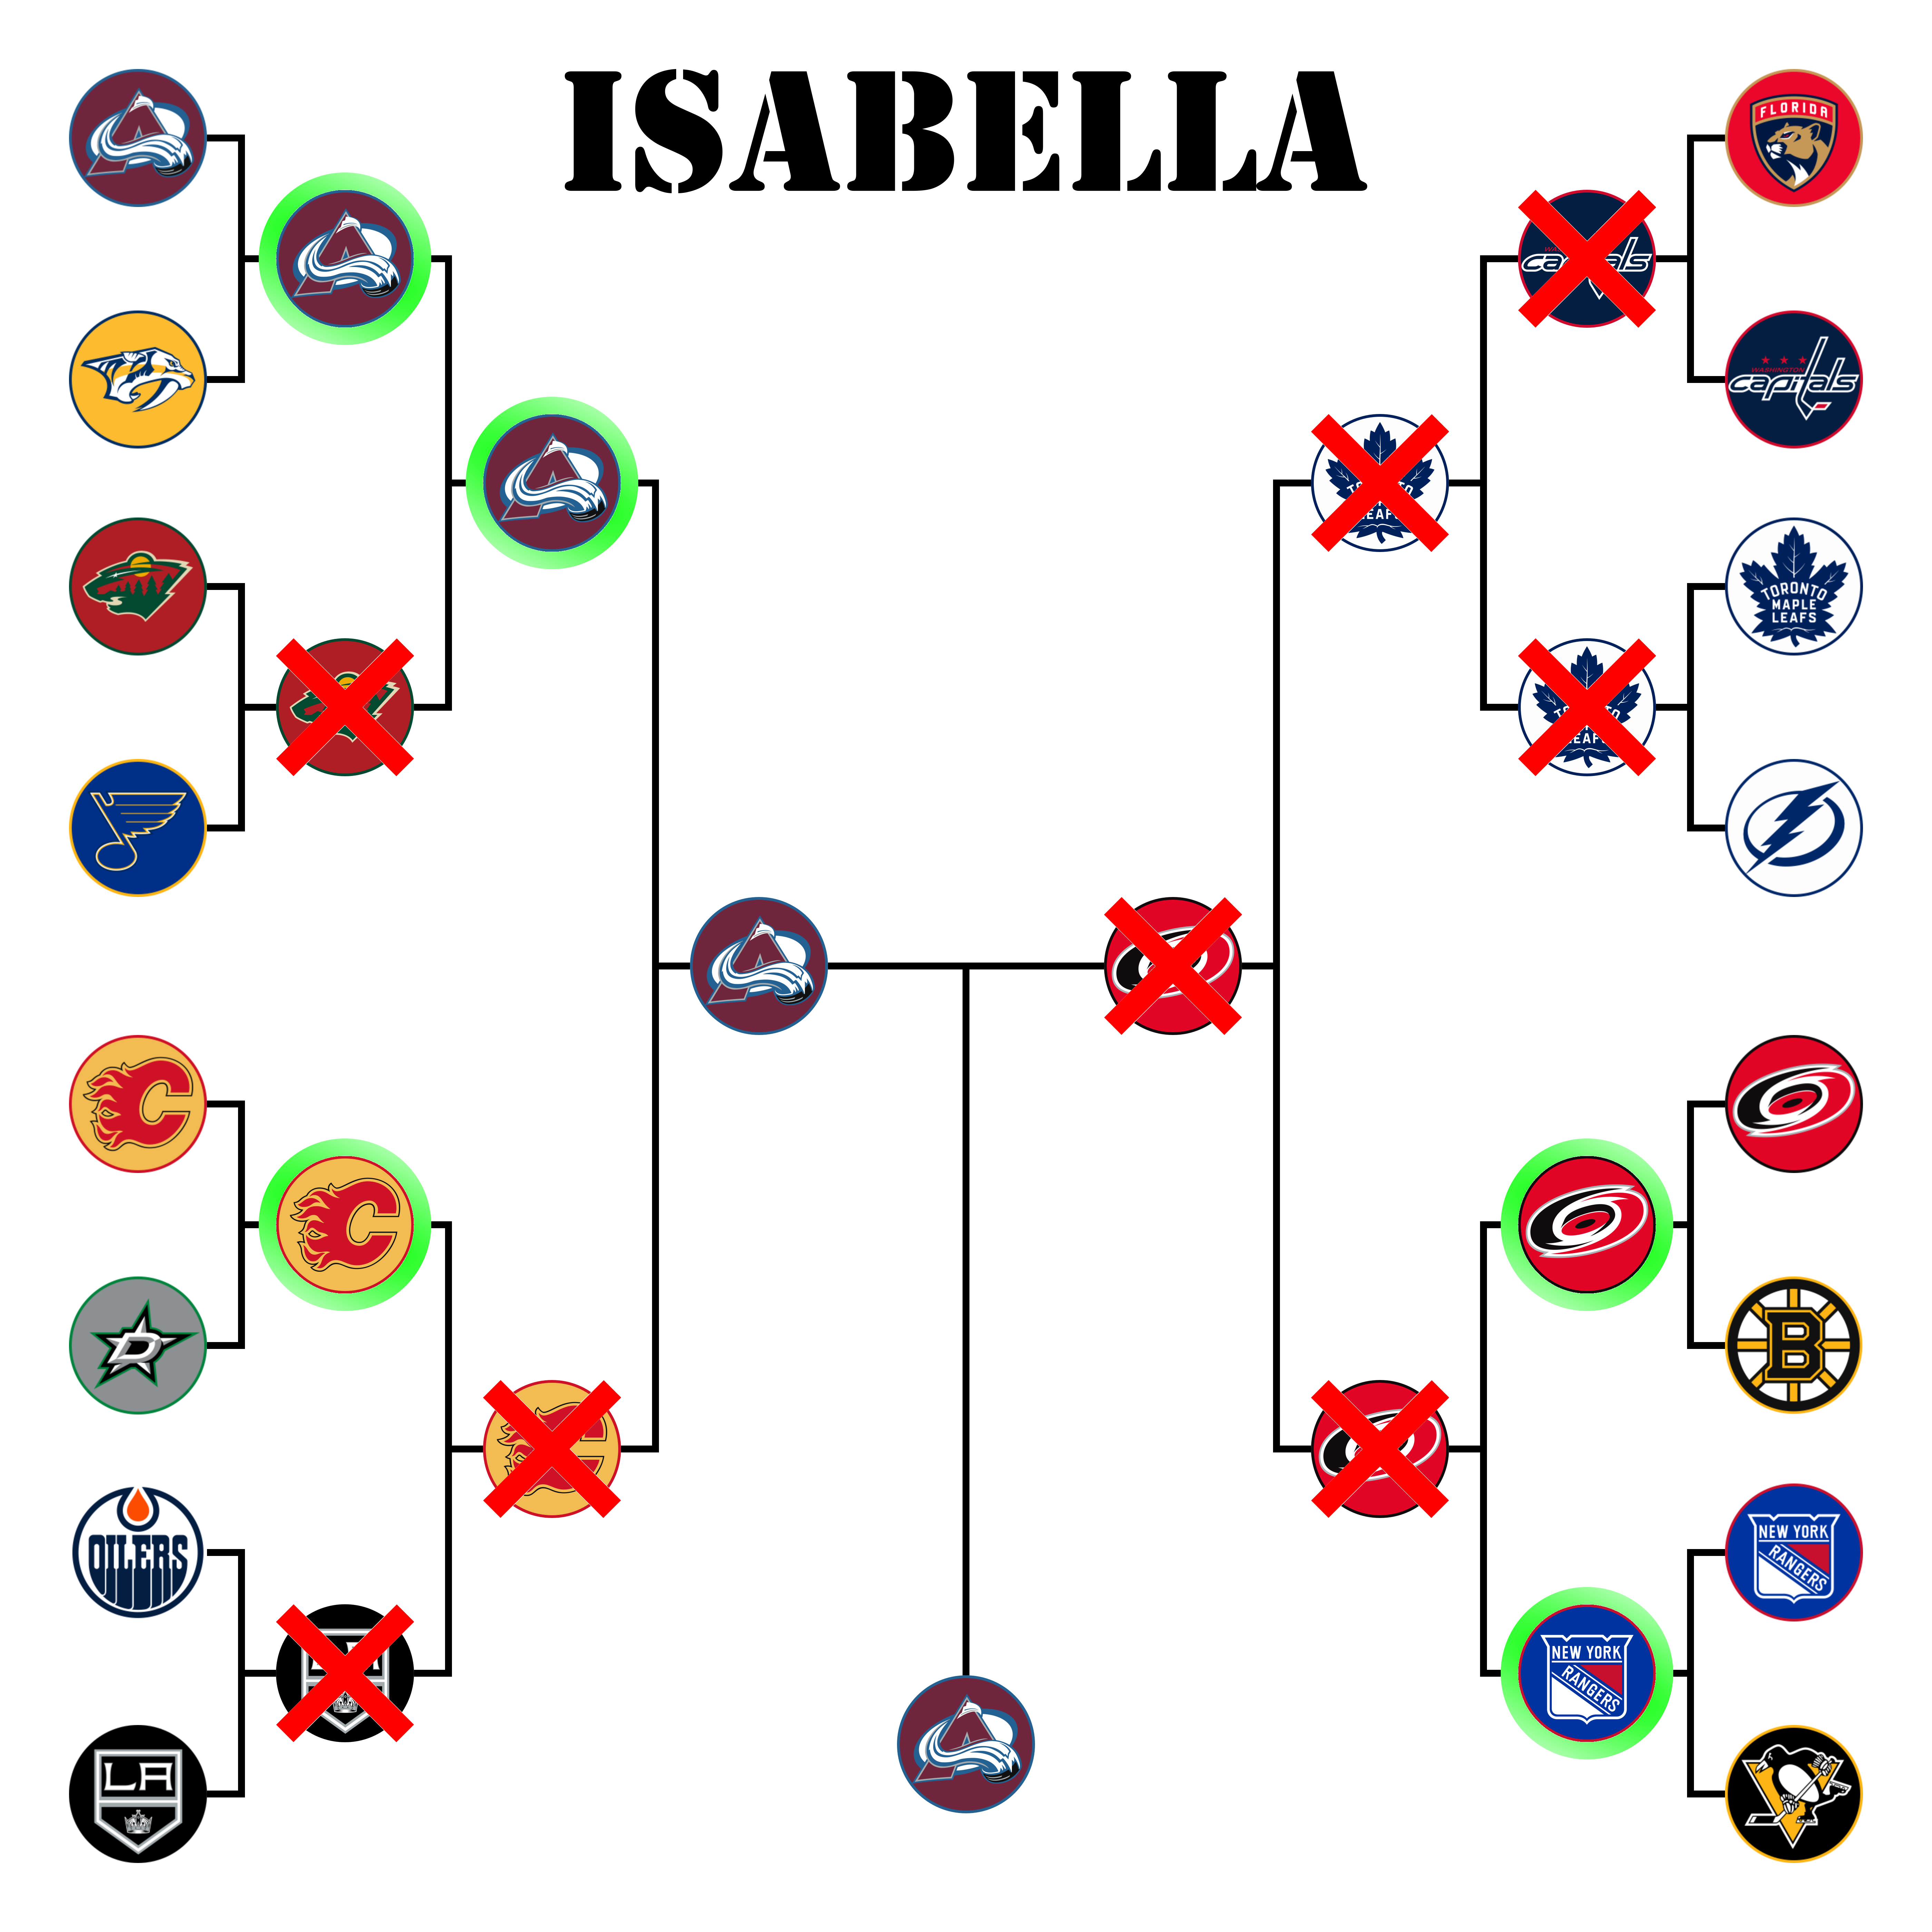 ISABELLA
FLORIDA
WASHINGTON
capitals
TORONTO
MAPLE
LEAFS
OILERS
LA
NEW YORK
RANGERS
NEW YORK
RANGERS
B
C
C
D
A
A
A
A
A